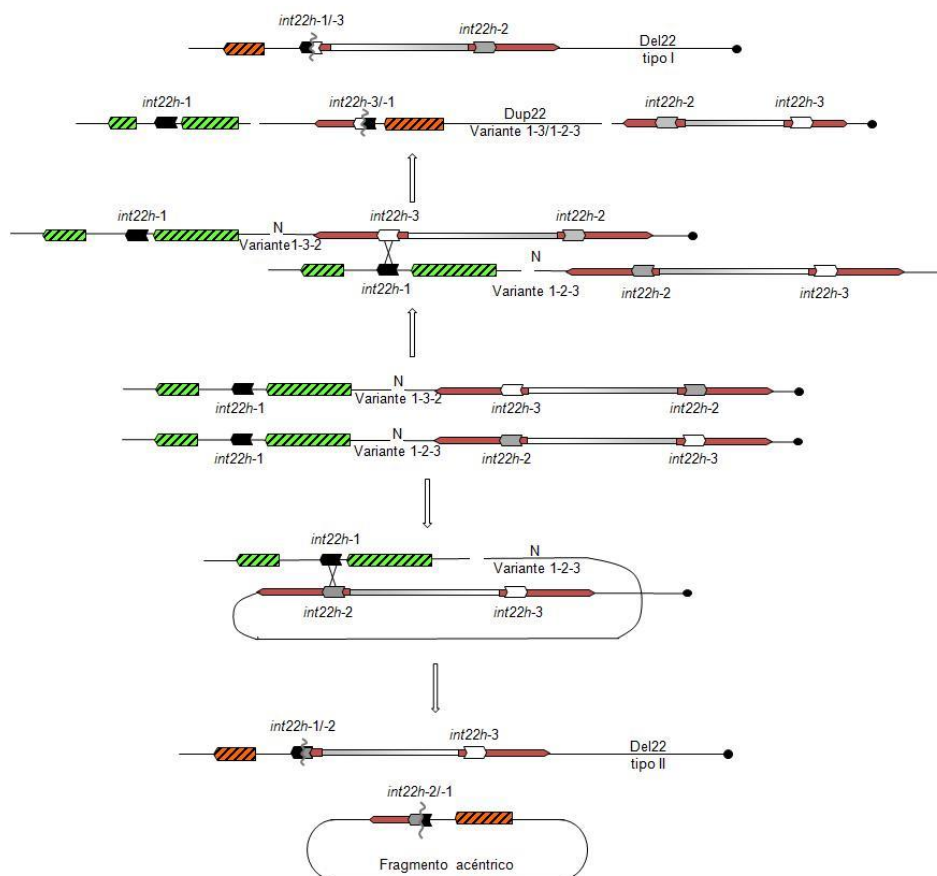 int22h-1/-3
int22h-2
Del22
tipo I
int22h-1
int22h-3/-1
Dup22
Variante 1-3/1-2-3
int22h-2
int22h-3
int22h-1
N
Variante1-3-2
int22h-3
int22h-2
int22h-1
N
Variante 1-2-3
int22h-2
int22h-3
int22h-1
N
Variante 1-3-2
int22h-3
int22h-2
int22h-1
N
Variante 1-2-3
int22h-2
int22h-3
int22h-1
N
Variante 1-2-3
int22h-2
int22h-3
int22h-1/-2
int22h-3
Del22
tipo II
int22h-2/-1
Fragmento acéntrico